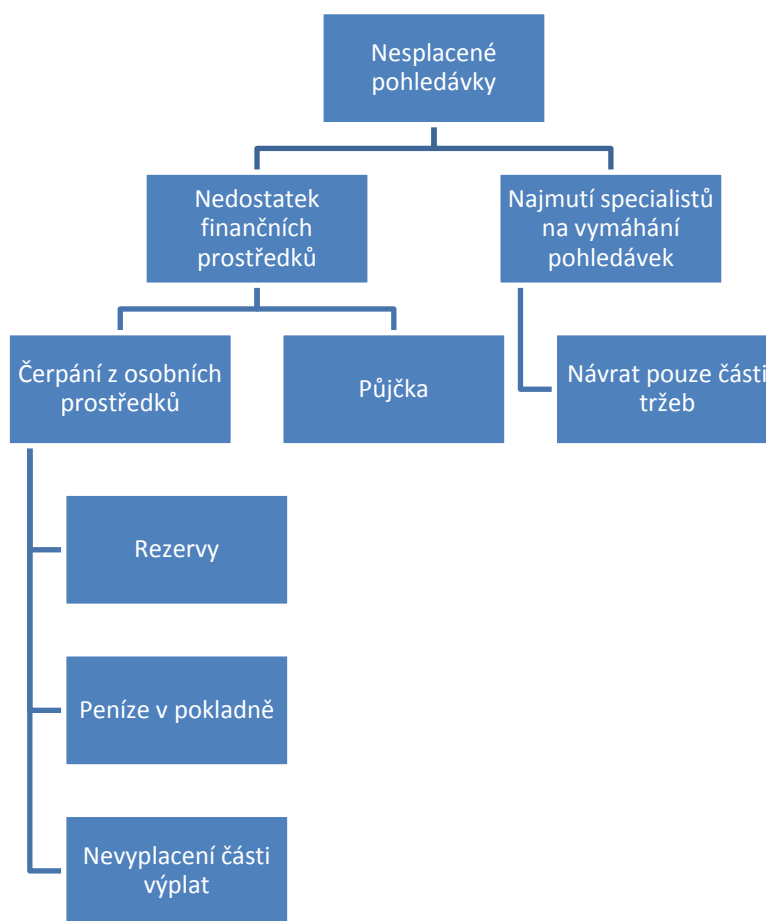 Nesplacené
pohledávky
Nedostatek
finančních
prostředků
Najmutí specialistů
na vymáhání
pohledávek
Čerpání z osobních
prostředků
Půjčka
Návrat pouze části
tržeb
Rezervy
Peníze v pokladně
Nevyplacení části
výplat